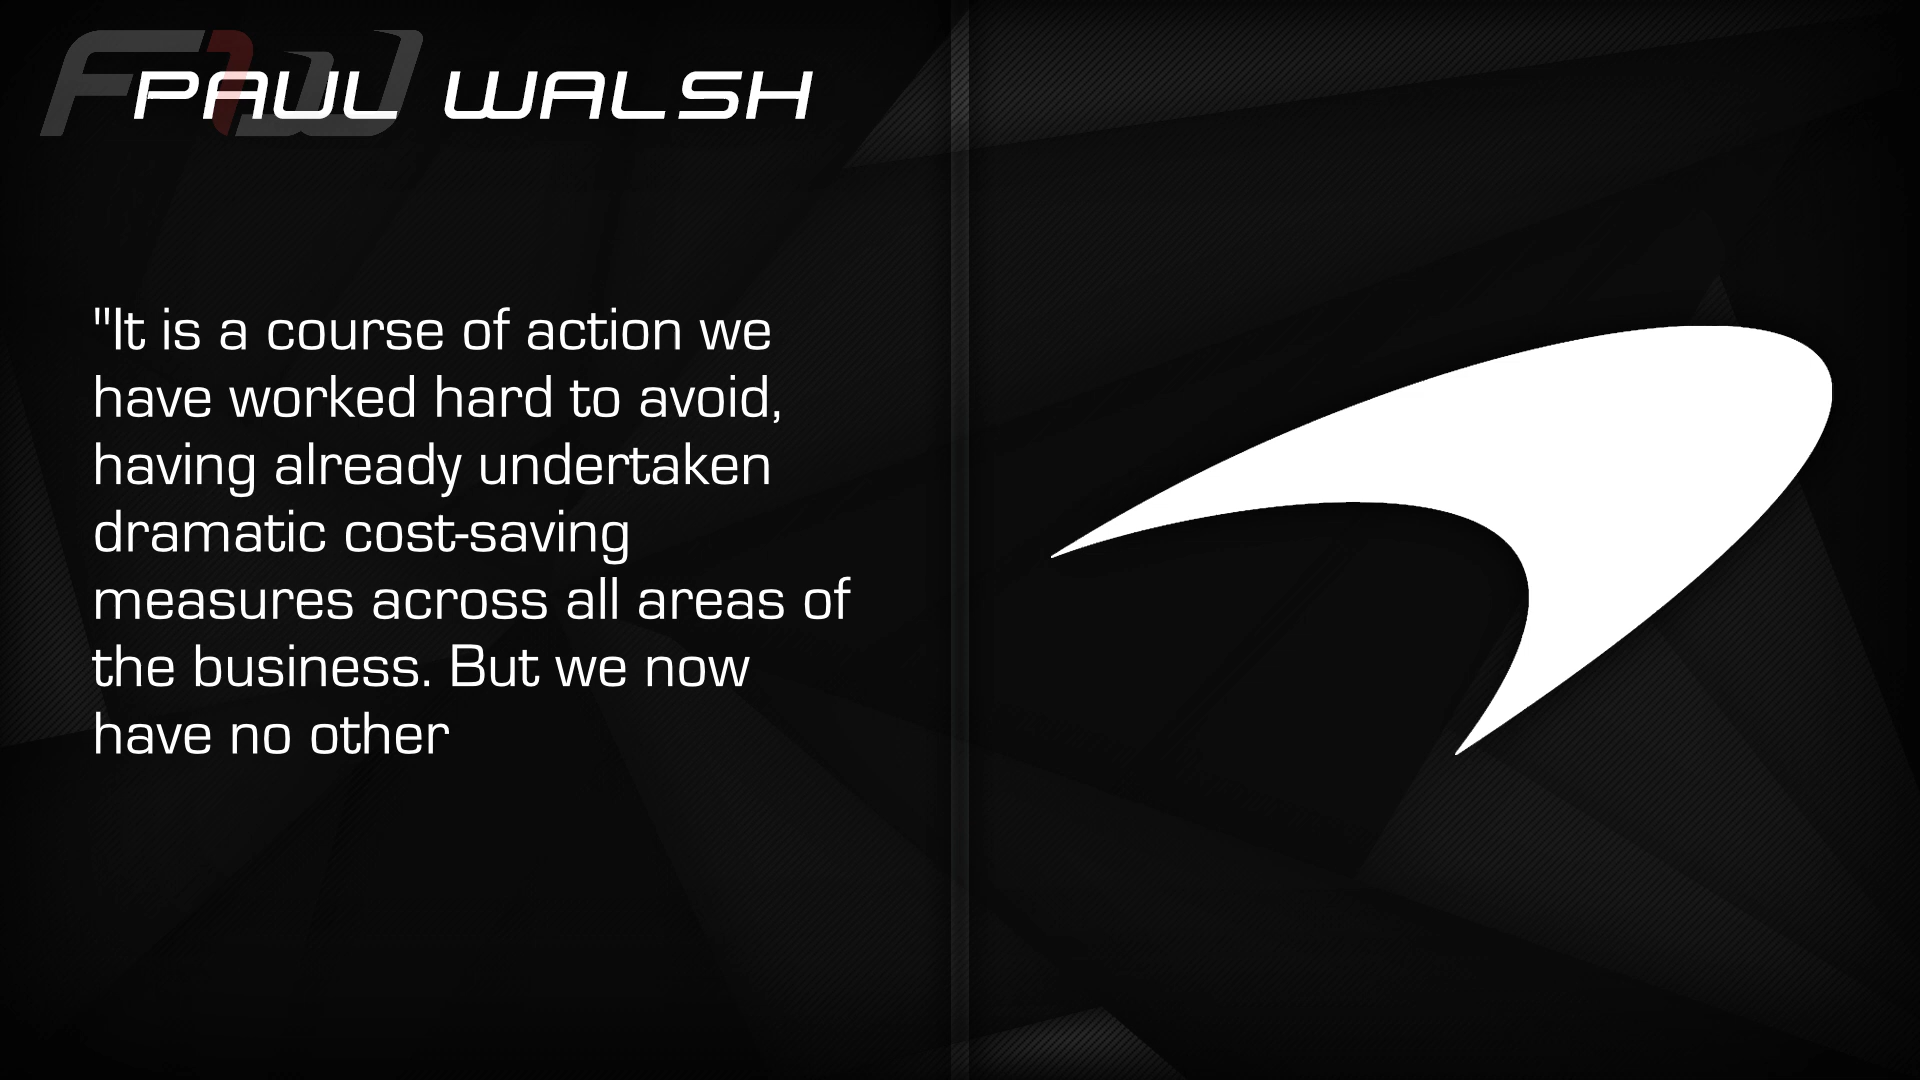 F1W
PAUL WALSH
"It is a course of action we
have worked hard to avoid,
having already undertaken
dramatic cost-saving
measures across all areas of
the business. But we now
have no other